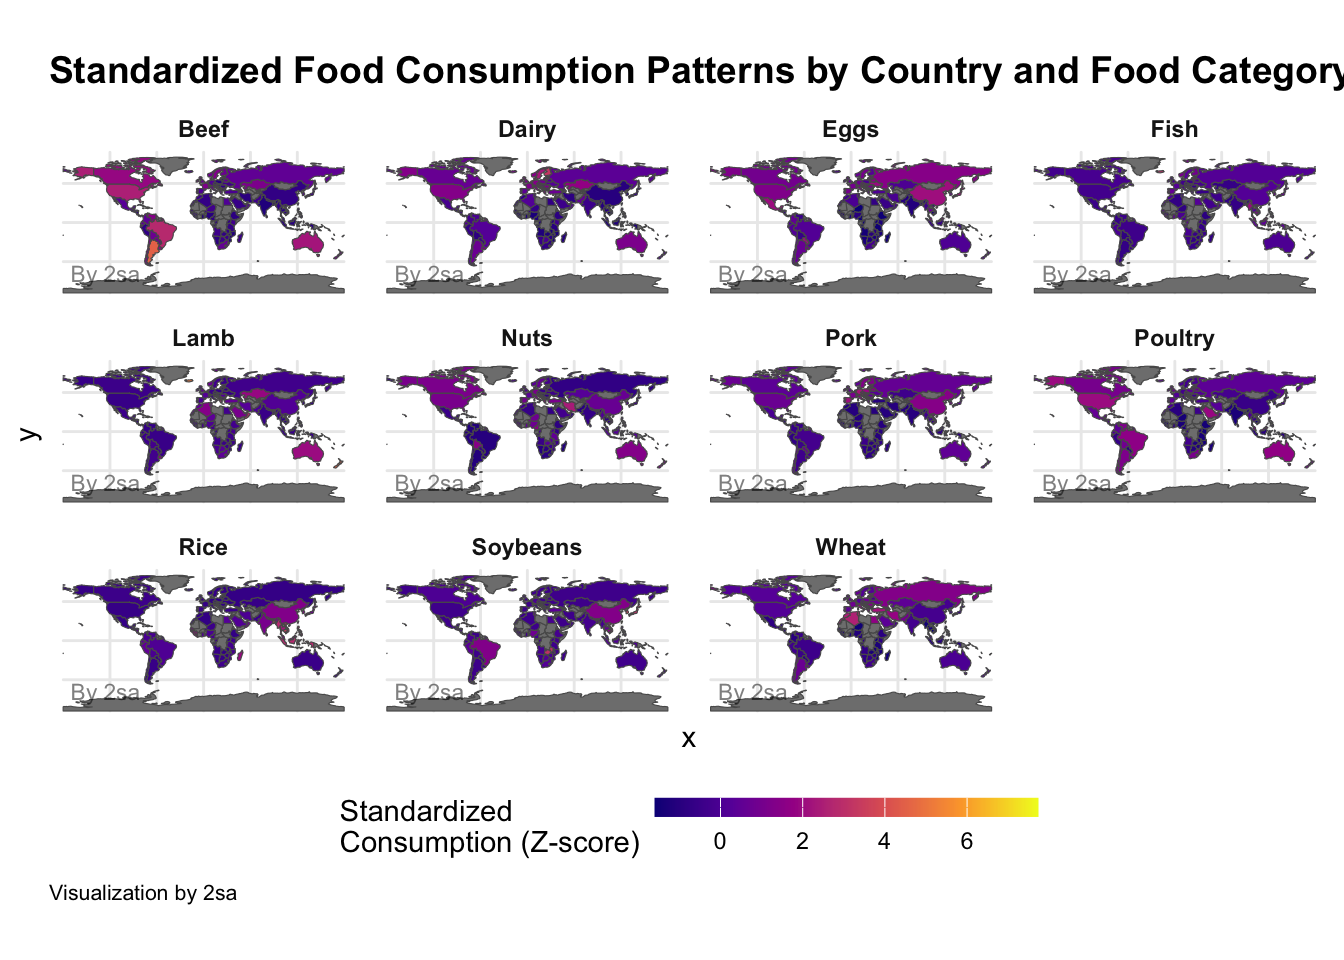 Standardized Food Consumption Patterns by Country and Food Category
Beef
Dairy
Eggs
Fish
By 2sa
By 2sa
By 2sa
By 2sa
Lamb
Nuts
Pork
Poultry
By 2sa
By 2sa
By 2sa
By 2sa
y
Rice
Soybeans
Wheat
By 2sa
By 2sa
By 2sa
x
Standardized
Consumption (Z-score)
0
2
4
6
Visualization by 2sa